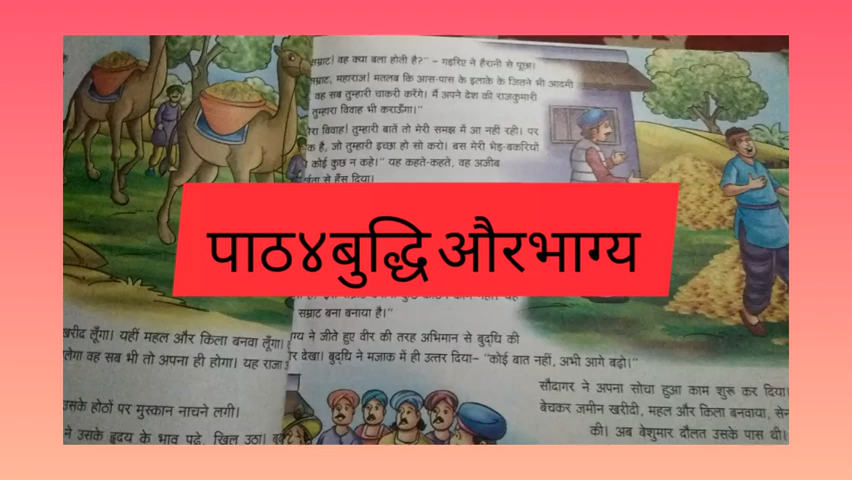 सम्राट! वह क्या बला होती है?" – गड़रिए ने हैरानी से पूछा।
सम्राट, महाराज! मतलब कि आस-पास के इलाके के जितने भी आदमी
वह सब तुम्हारी चाकरी करेंगे। मैं अपने देश की राजकुमारी
तुम्हारा विवाह भी कराऊँगा।"
मेरा विवाह! तुम्हारी बातें तो मेरी समझ में आ नहीं रही। पर
क है, जो तुम्हारी इच्छा हो सो करो। बस मेरी भेड़-बकरियों
कोई कुछ न कहे।" यह कहते-कहते, वह अजीब
से हँस दिया।
पाठ४बुद्धि औरभाग्य
सम्राट बना बनाया है।"
ग्य ने जीते हुए वीर की तरह अभिमान से बुद्धि की
र देखा। बुद्धि ने मजाक में ही उत्तर दिया– "कोई बात नहीं, अभी आगे बढ़ो।"
सौदागर ने अपना सोचा हुआ काम शुरू कर दिया।
बेचकर जमीन खरीदी, महल और किला बनवाया, सेन
की। अब बेशुमार दौलत उसके पास थी।
खरीद लूँगा। यहीं महल और किला बनवा लूँगा।
लेगा वह सब भी तो अपना ही होगा। यह राजा
उसके होठों पर मुस्कान नाचने लगी।
ने उसके हृदय के भाव पढ़े, खिल उठा।